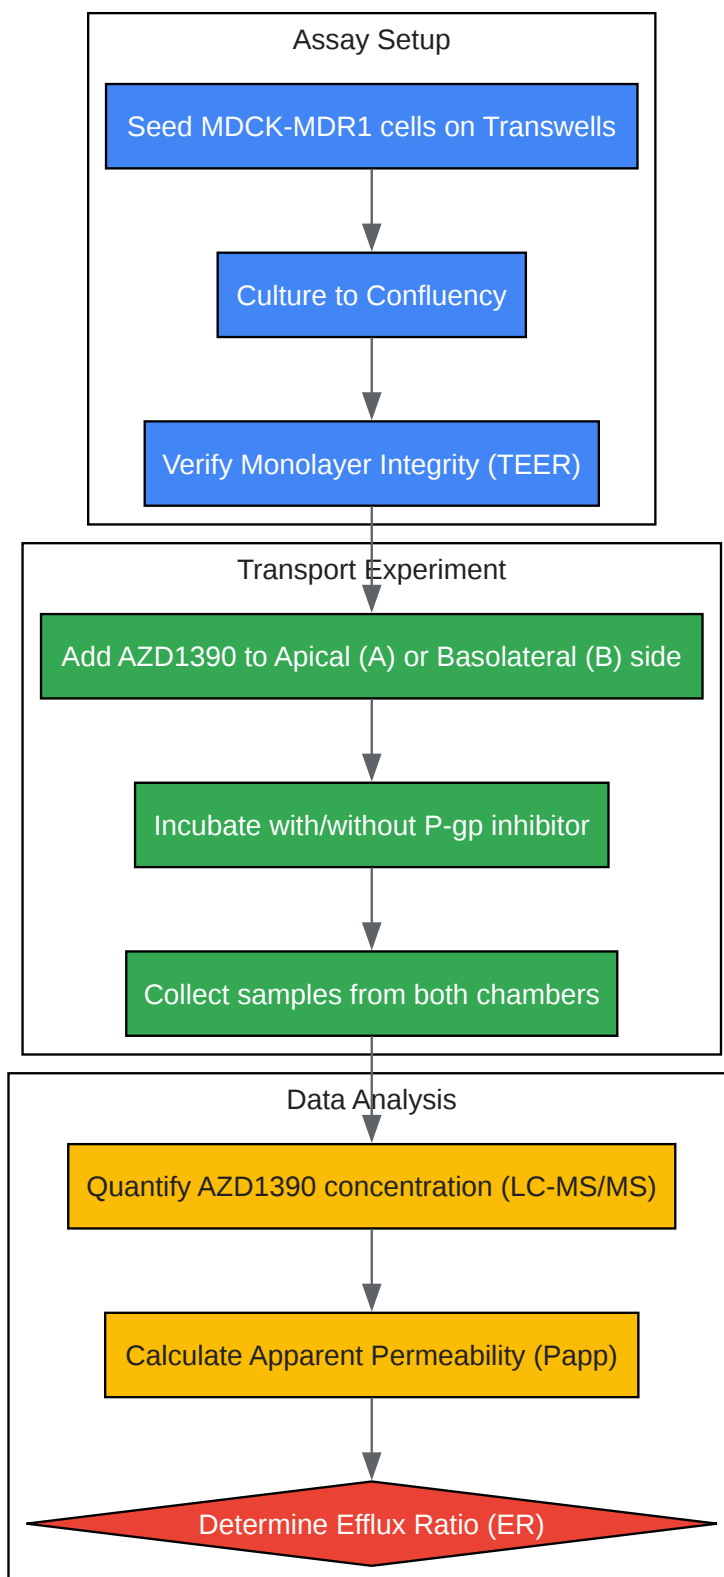 Assay Setup
Seed MDCK-MDR1 cells on Transwells
Culture to Confluency
Verify Monolayer Integrity (TEER)
Transport Experiment
Add AZD1390 to Apical (A) or Basolateral (B) side
Incubate with/without P-gp inhibitor
Collect samples from both chambers
Data Analysis
Quantify AZD1390 concentration (LC-MS/MS)
Calculate Apparent Permeability (Papp)
Determine Efflux Ratio (ER)